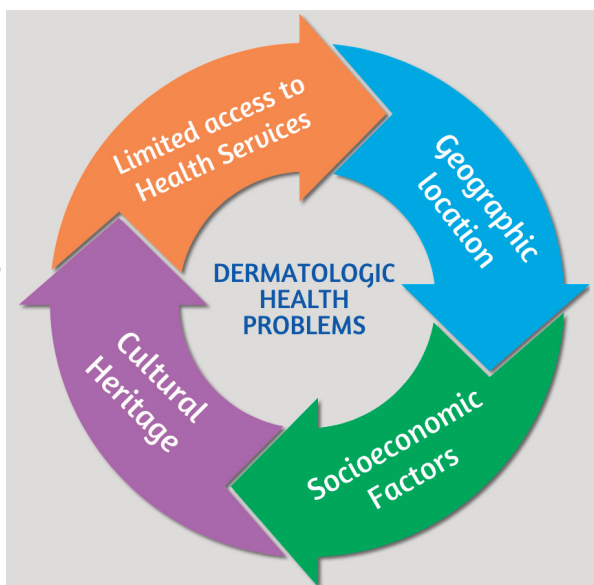 Limited access to
Health Services
Geographic
location
DERMATOLOGIC
HEALTH
PROBLEMS
Cultural
Heritage
Socioeconomic
Factors